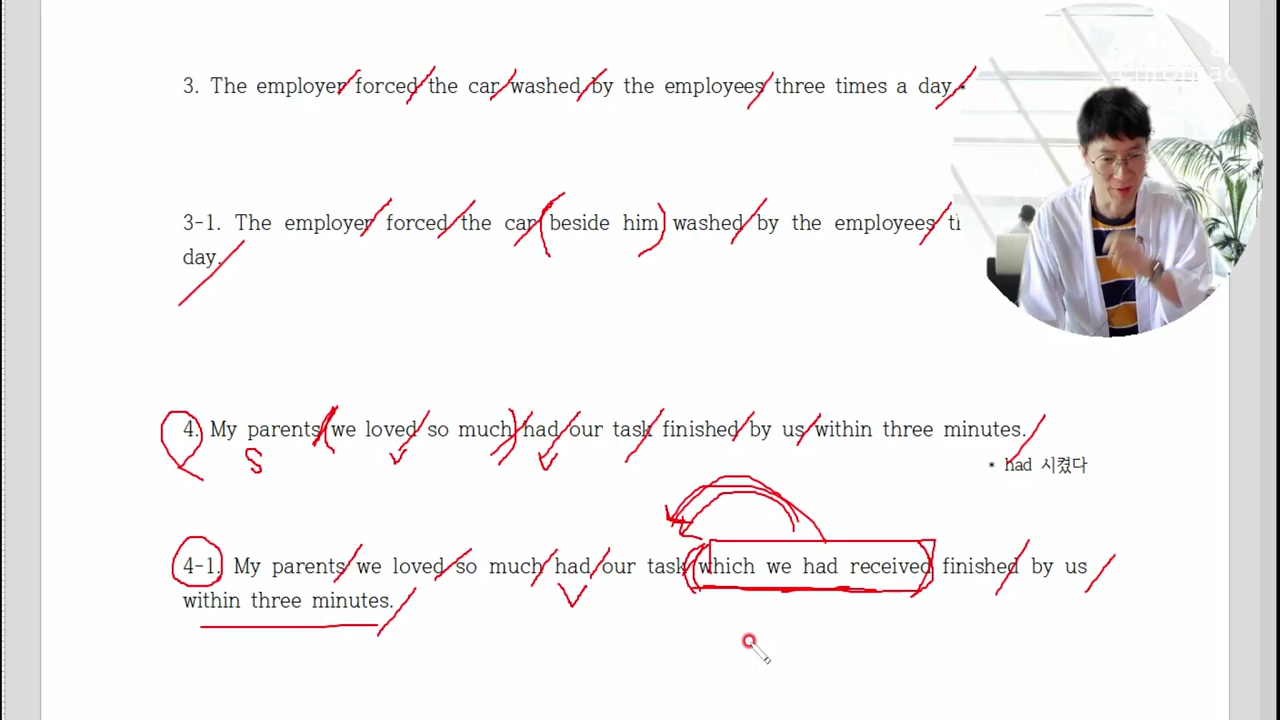 3. The employer forced the car washed by the employees three times a day.
3-1. The employer forced the car beside him washed by the employees
day.
4. My parents we loved so much had our task finished by us within three minutes.
S
* had 시켰다
4-1. My parents we loved so much had our task which we had received finished by us
within three minutes.